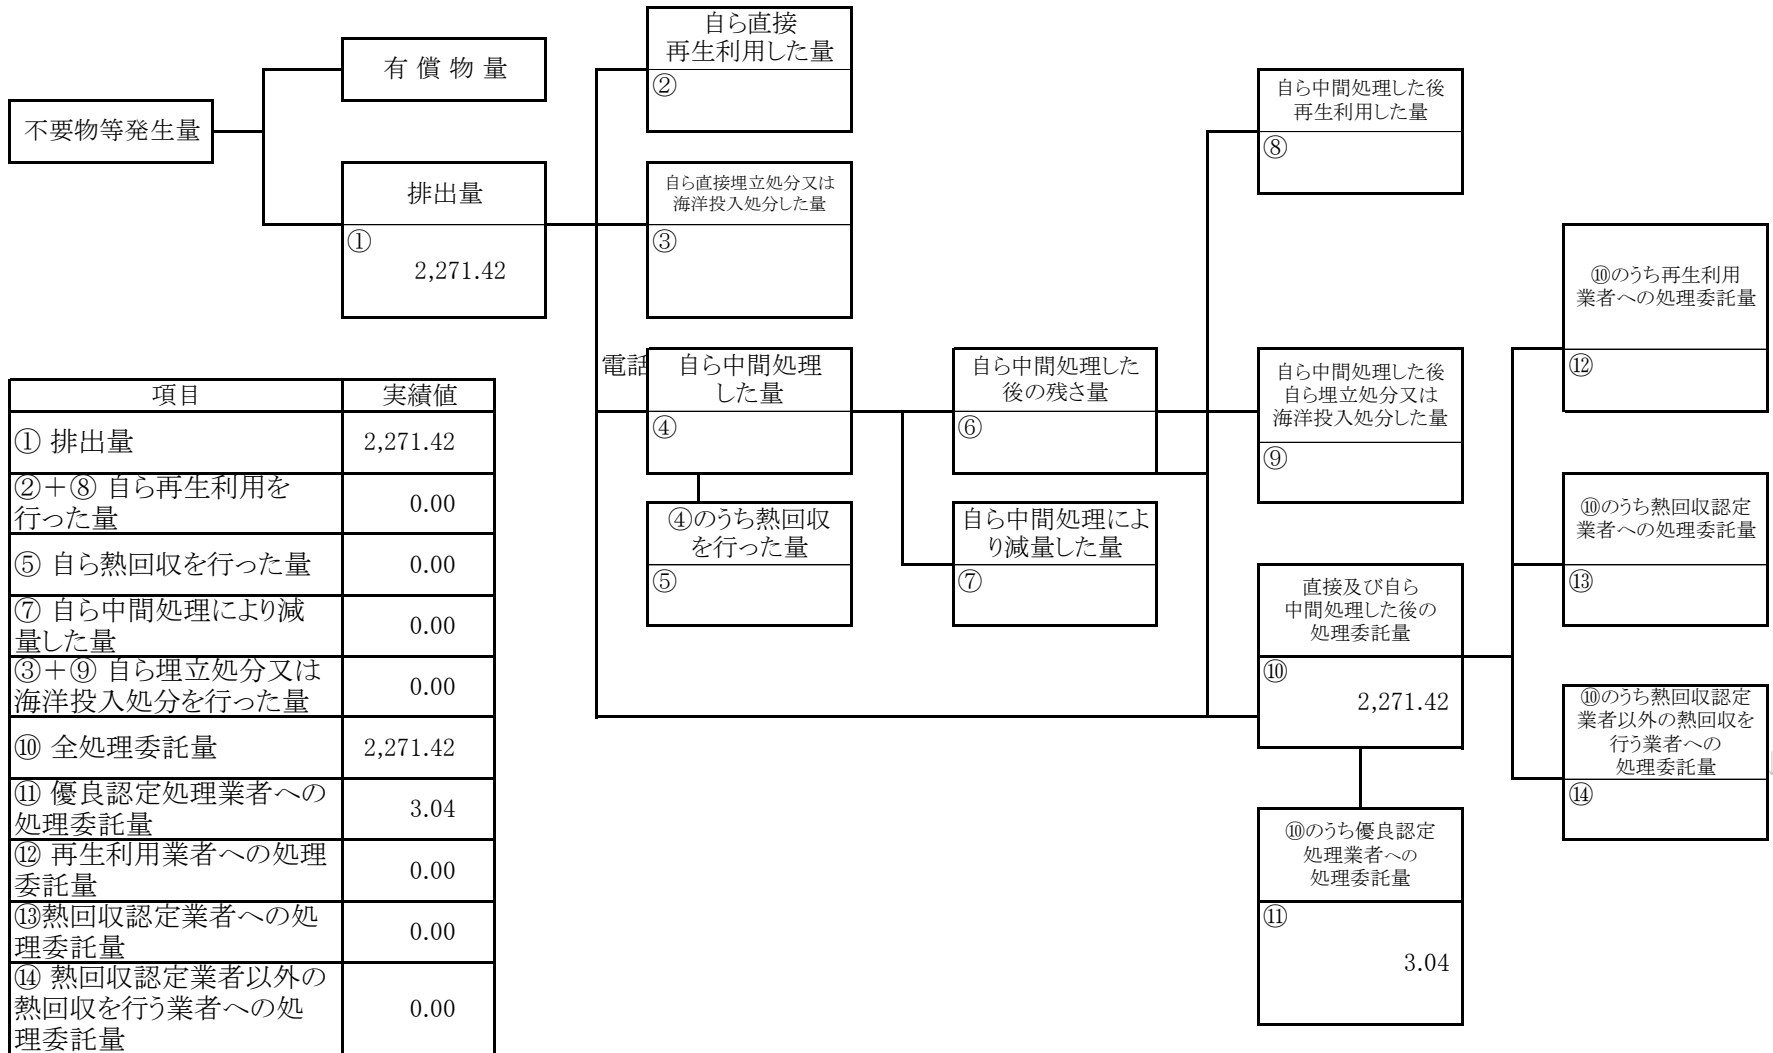 自ら直接
再生利用した量
②
有 償 物 量
不要物等発生量
排出量
①
2,271.42
自ら直接埋立処分又は
海洋投入処分した量
③
自ら中間処理した後
再生利用した量
⑧
電話
自ら中間処理
した量
④
自ら中間処理した
後の残さ量
⑥
自ら中間処理した後
自ら埋立処分又は
海洋投入処分した量
⑨
⑩のうち再生利用
業者への処理委託量
⑫
④のうち熱回収
を行った量
⑤
自ら中間処理によ
り減量した量
⑦
⑩のうち熱回収認定
業者への処理委託量
⑬
直接及び自ら
中間処理した後の
処理委託量
⑩
2,271.42
⑩のうち熱回収認定
業者以外の熱回収を
行う業者への
処理委託量
⑭
⑩のうち優良認定
処理業者への
処理委託量
⑪
3.04
項目 実績値
① 排出量 2,271.42
②＋⑧ 自ら再生利用を
行った量 0.00
⑤ 自ら熱回収を行った量 0.00
⑦ 自ら中間処理により減
量した量 0.00
③＋⑨ 自ら埋立処分又は
海洋投入処分を行った量 0.00
⑩ 全処理委託量 2,271.42
⑪ 優良認定処理業者への
処理委託量 3.04
⑫ 再生利用業者への処理
委託量 0.00
⑬熱回収認定業者への処
理委託量 0.00
⑭ 熱回収認定業者以外の
熱回収を行う業者への処
理委託量 0.00